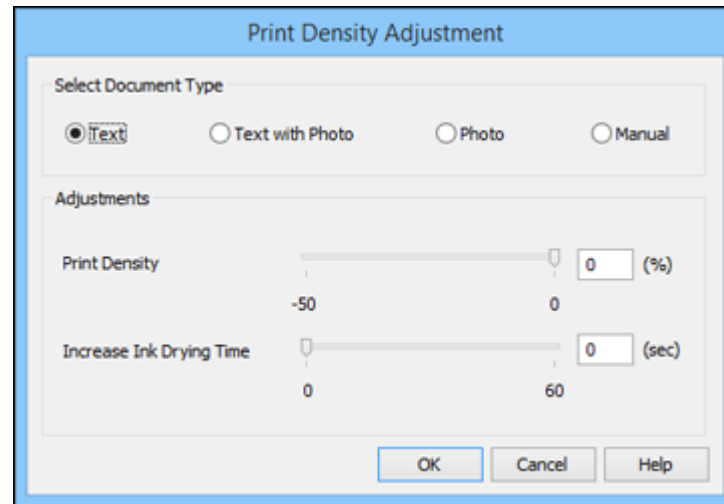 Print Density Adjustment
Select Document Type
Text Text with Photo Photo Manual
Adjustments
Print Density 0 (%)
-50 0
Increase Ink Drying Time 0 (sec)
0 60
OK Cancel Help